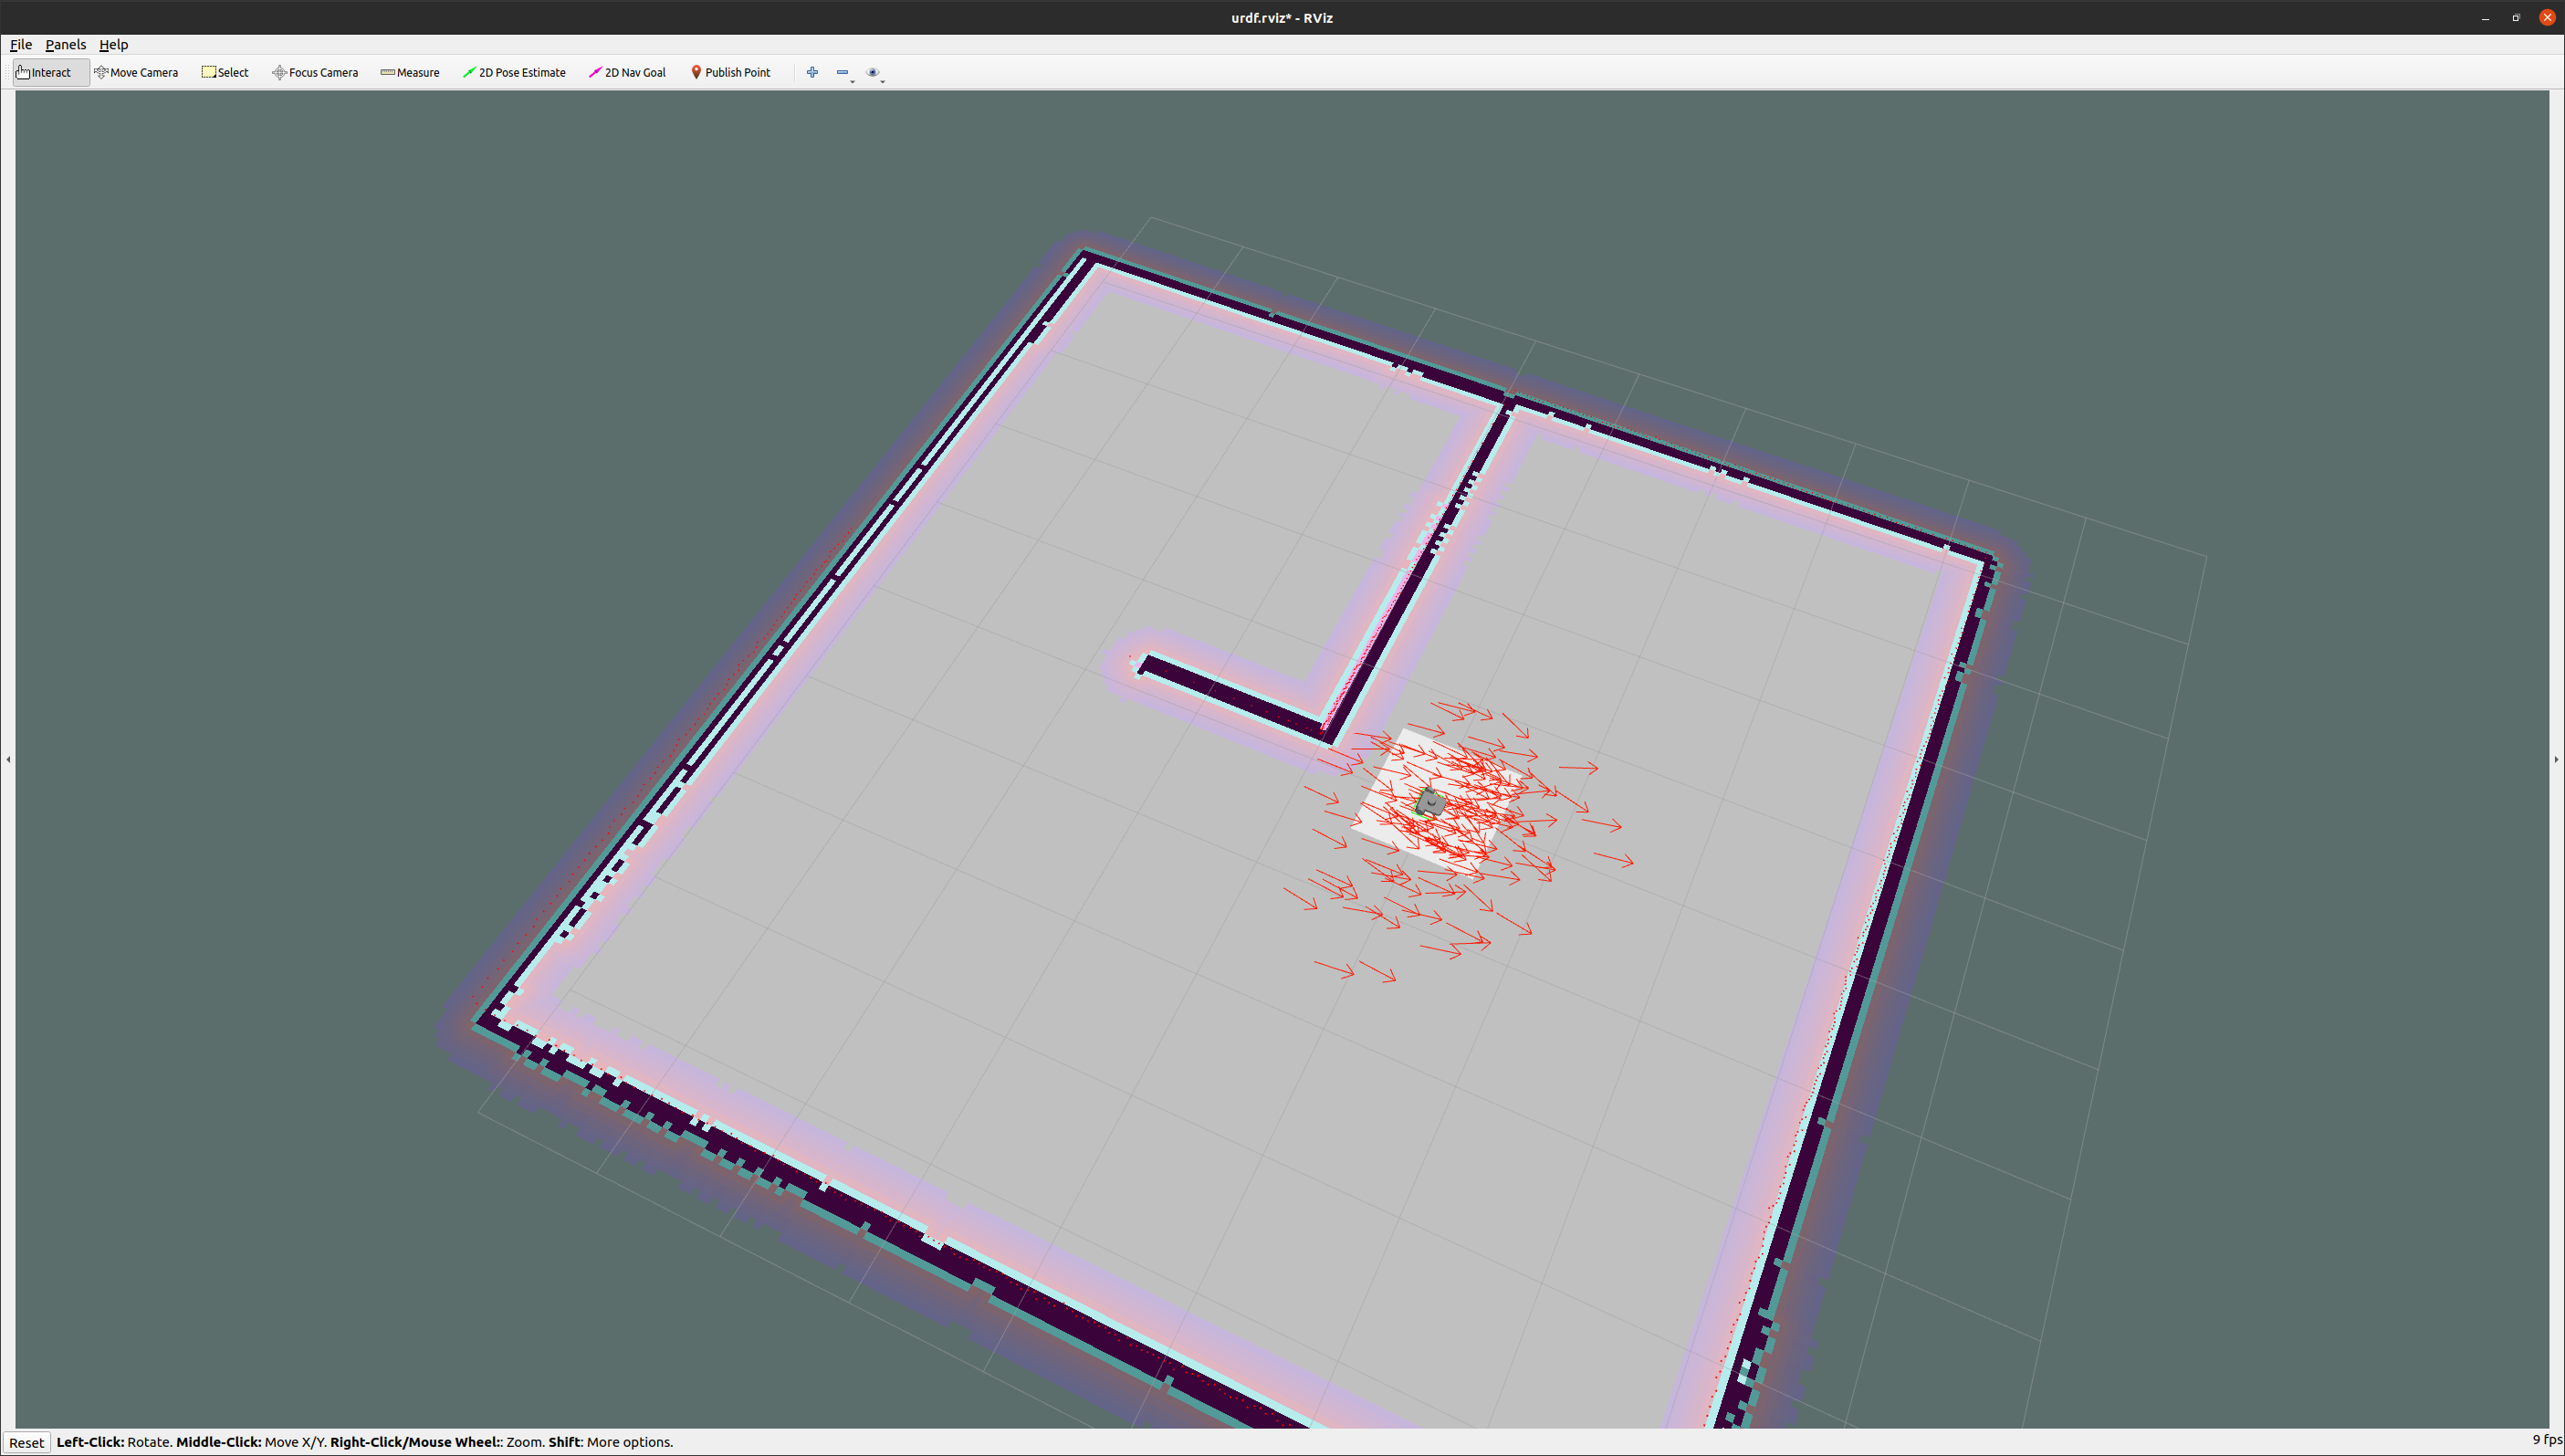 urdf.rviz* - RViz
File Panels Help
Interact Move Camera Select Focus Camera Measure 2D Pose Estimate 2D Nav Goal Publish Point
Reset Left-Click: Rotate. Middle-Click: Move X/Y. Right-Click/Mouse Wheel:: Zoom. Shift: More options. 9 fps